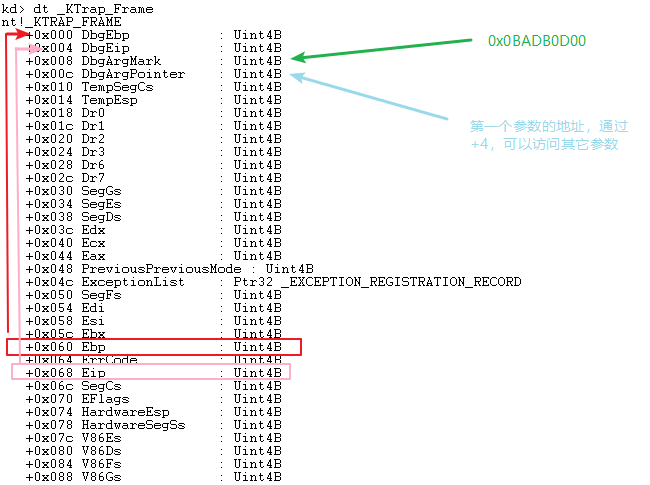 kd> dt _KTrap_Frame
nt!_KTRAP_FRAME
+0x000 DbgEbp : Uint4B
+0x004 DbgEip : Uint4B
+0x008 DbgArgMark : Uint4B
+0x00c DbgArgPointer : Uint4B
+0x010 TempSegCs : Uint4B
+0x014 TempEsp : Uint4B
+0x018 Dr0 : Uint4B
+0x01c Dr1 : Uint4B
+0x020 Dr2 : Uint4B
+0x024 Dr3 : Uint4B
+0x028 Dr6 : Uint4B
+0x02c Dr7 : Uint4B
+0x030 SegGs : Uint4B
+0x034 SegEs : Uint4B
+0x038 SegDs : Uint4B
+0x03c Edx : Uint4B
+0x040 Ecx : Uint4B
+0x044 Eax : Uint4B
+0x048 PreviousPreviousMode : Uint4B
+0x04c ExceptionList : Ptr32 _EXCEPTION_REGISTRATION_RECORD
+0x050 SegFs : Uint4B
+0x054 Edi : Uint4B
+0x058 Esi : Uint4B
+0x05c Ebx : Uint4B
+0x060 Ebp : Uint4B
+0x064 ErrCode : Uint4B
+0x068 Eip : Uint4B
+0x06c SegCs : Uint4B
+0x070 EFlags : Uint4B
+0x074 HardwareEsp : Uint4B
+0x078 HardwareSegSs : Uint4B
+0x07c V86Es : Uint4B
+0x080 V86Ds : Uint4B
+0x084 V86Fs : Uint4B
+0x088 V86Gs : Uint4B
0x0BADB0D00
第一个参数的地址，通过
+4，可以访问其它参数